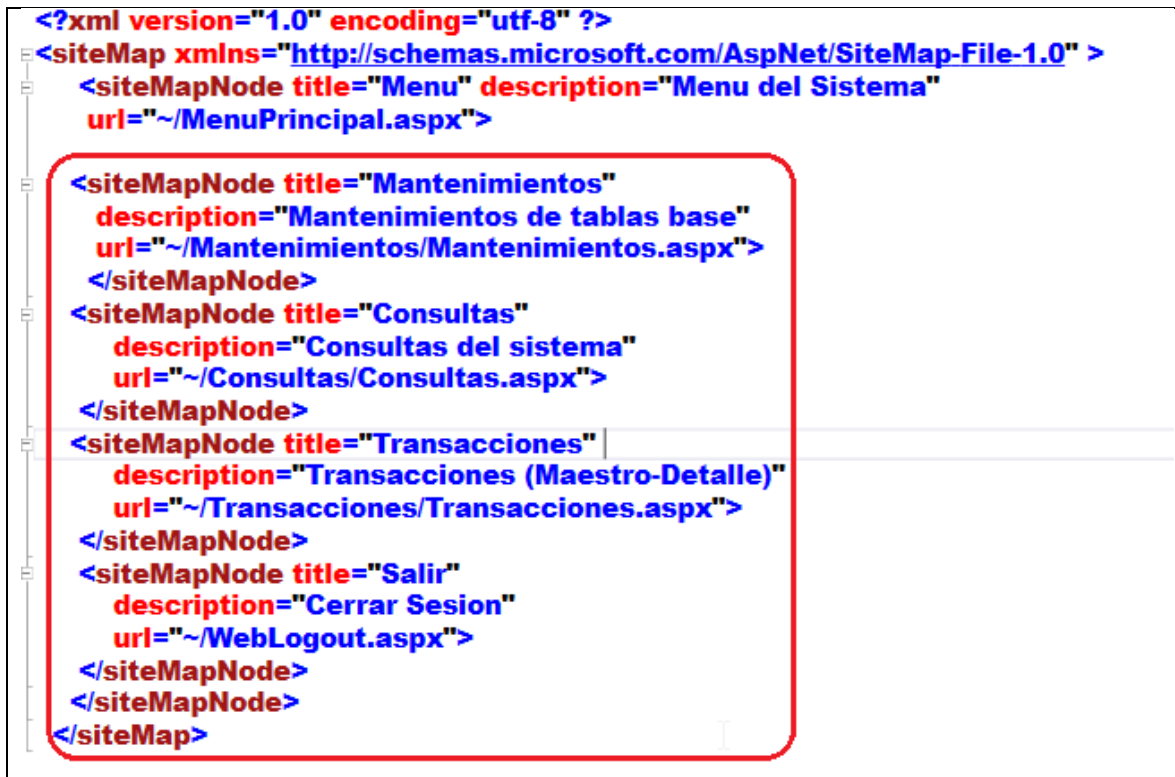 <?xml version="1.0" encoding="utf-8" ?>
<siteMap xmlns="http://schemas.microsoft.com/AspNet/SiteMap-File-1.0" >
<siteMapNode title="Menu" description="Menu del Sistema"
url="~/MenuPrincipal.aspx">
<siteMapNode title="Mantenimientos"
description="Mantenimientos de tablas base"
url="~/Mantenimientos/Mantenimientos.aspx">
</siteMapNode>
<siteMapNode title="Consultas"
description="Consultas del sistema"
url="~/Consultas/Consultas.aspx">
</siteMapNode>
<siteMapNode title="Transacciones"
description="Transacciones (Maestro-Detalle)"
url="~/Transacciones/Transacciones.aspx">
</siteMapNode>
<siteMapNode title="Salir"
description="Cerrar Sesion"
url="~/WebLogout.aspx">
</siteMapNode>
</siteMapNode>
</siteMap>